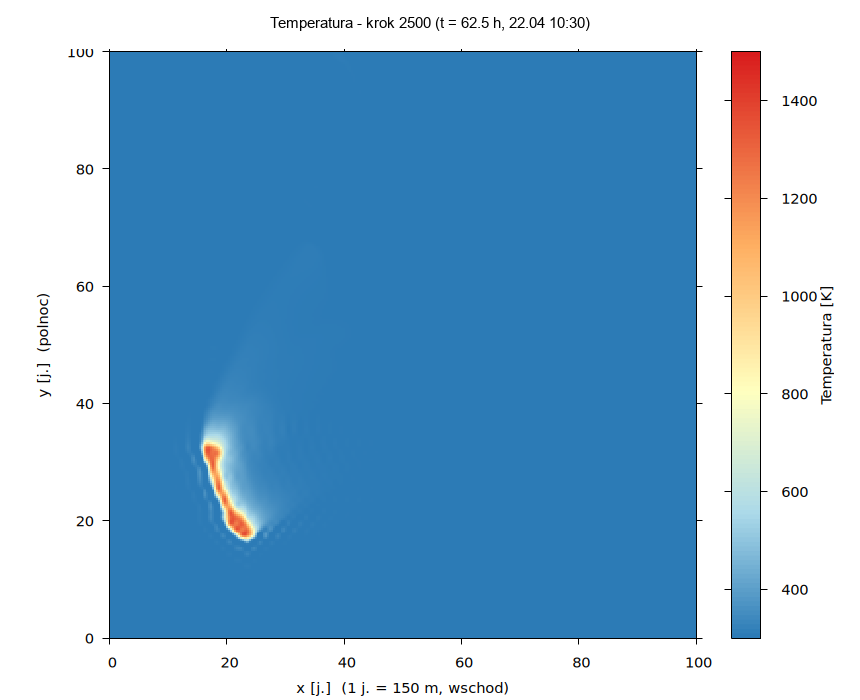 Temperatura - krok 2500 (t = 62.5 h, 22.04 10:30)
100
80
60
40
20
0
0 20 40 60 80 100
x [j.] (1 j. = 150 m, wschod)
y [j.] (polnoc)
1400
1200
1000
800
600
400
Temperatura [K]